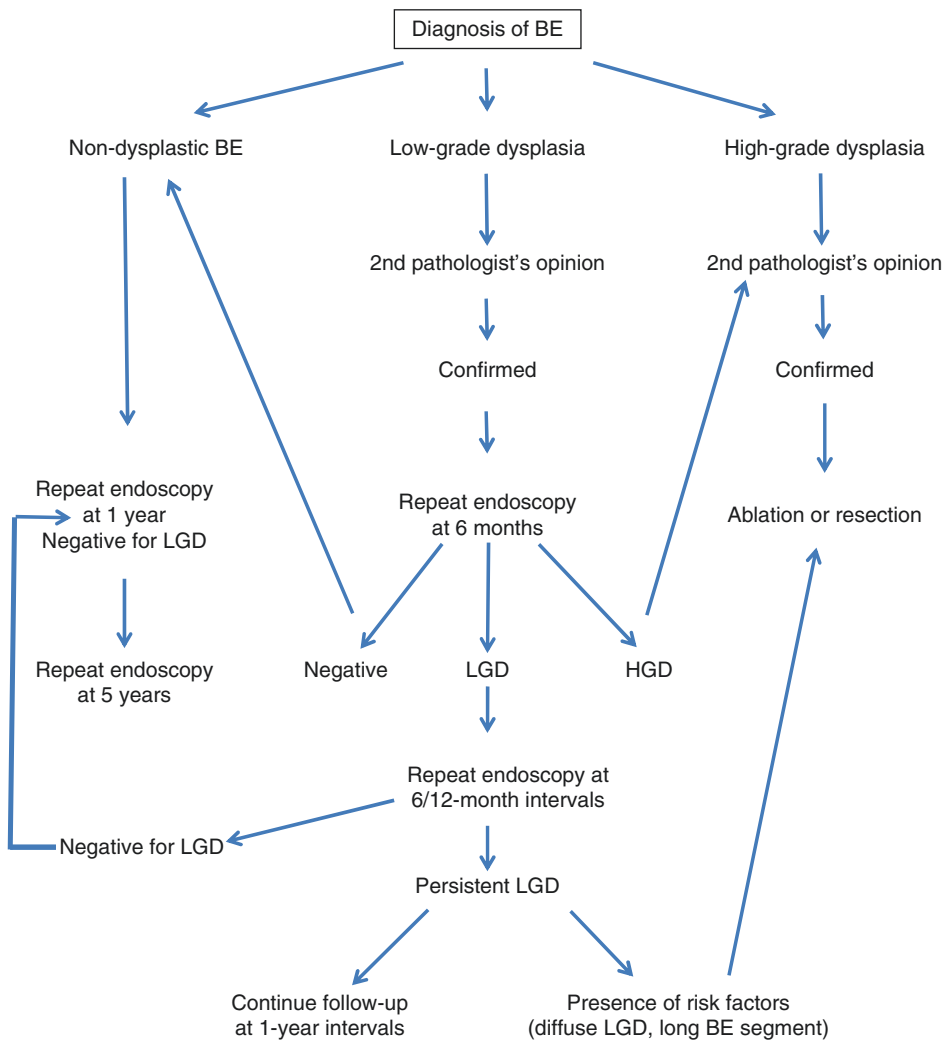 Diagnosis of BE
Non-dysplastic BE
Low-grade dysplasia
High-grade dysplasia
2nd pathologist's opinion
2nd pathologist's opinion
Confirmed
Confirmed
Repeat endoscopy
at 1 year
Negative for LGD
Repeat endoscopy
at 6 months
Ablation or resection
Repeat endoscopy
at 5 years
Negative
LGD
HGD
Repeat endoscopy at
6/12-month intervals
Negative for LGD
Persistent LGD
Continue follow-up
at 1-year intervals
Presence of risk factors
(diffuse LGD, long BE segment)